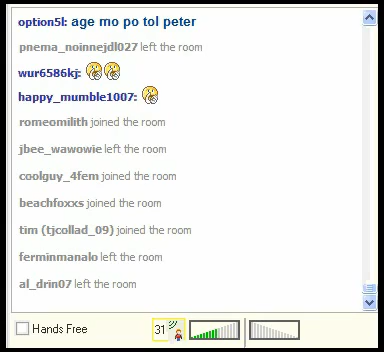 option5l: age mo po tol peter
pnema_noinnejdl027 left the room
wur6586kj:
happy_mumble1007:
romeomilith joined the room
jbee_wawowie left the room
coolguy_4fem joined the room
beachfoxxs joined the room
tim (tjcollad_09) joined the room
ferminmanalo left the room
al_drin07 left the room
Hands Free 31